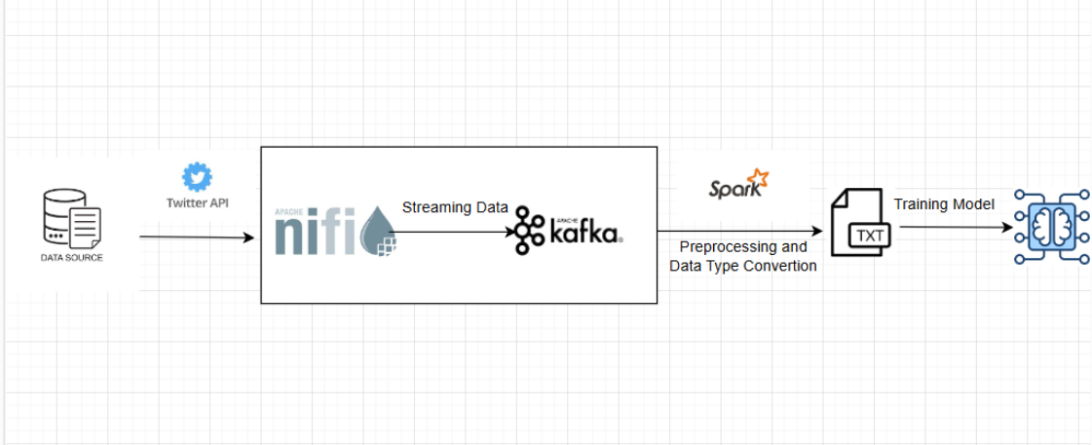 Twitter API
DATA SOURCE
APACHE
nifi
Streaming Data
APACHE
kafka.
Spark
Preprocessing and
Data Type Convertion
TXT
Training Model